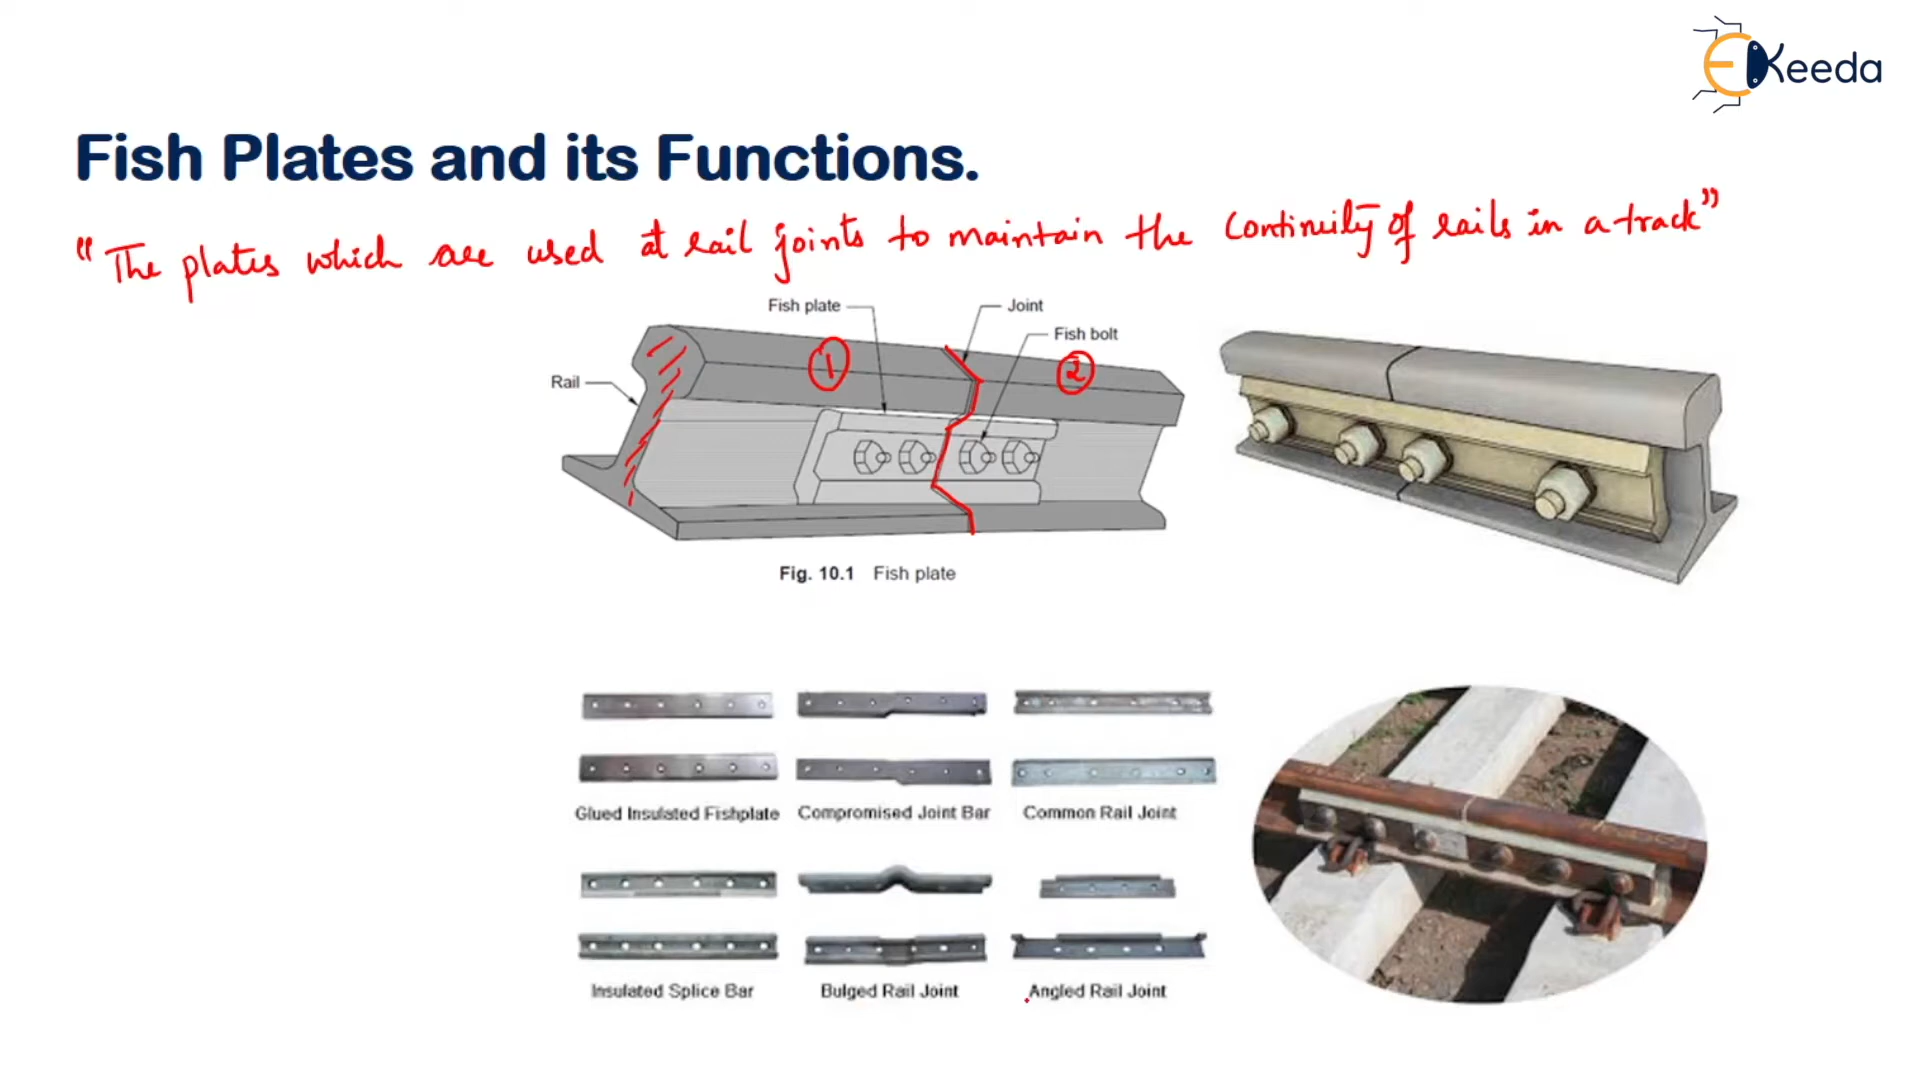 EKeeda
Fish Plates and its Functions.
"The plates which are used at rail joints to maintain the continuity of rails in a track"
Fish plate
Joint
Fish bolt
Rail
1
2
Fig. 10.1 Fish plate
Glued Insulated Fishplate
Compromised Joint Bar
Common Rail Joint
Insulated Splice Bar
Bulged Rail Joint
Angled Rail Joint